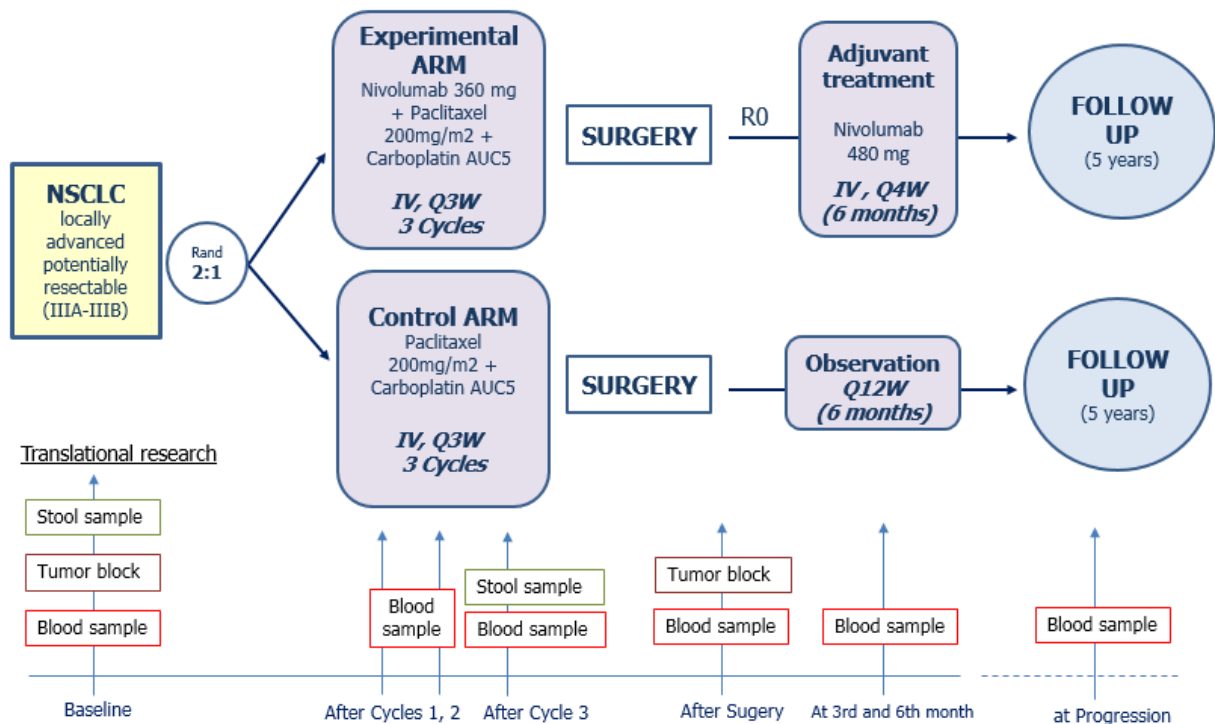 NSCLC
locally
advanced
potentially
resectable
(IIIA-IIIB)
Rand
2:1
Experimental
ARM
Nivolumab 360 mg
+ Paclitaxel
200mg/m2 +
Carboplatin AUC5
IV, Q3W
3 Cycles
SURGERY
R0
Adjuvant
treatment
Nivolumab
480 mg
IV , Q4W
(6 months)
FOLLOW
UP
(5 years)
Control ARM
Paclitaxel
200mg/m2 +
Carboplatin AUC5
IV, Q3W
3 Cycles
SURGERY
Observation
Q12W
(6 months)
FOLLOW
UP
(5 years)
Translational research
Stool sample
Tumor block
Blood sample
Blood
sample
Stool sample
Blood sample
Tumor block
Blood sample
Blood sample
Blood sample
Baseline
After Cycles 1, 2
After Cycle 3
After Sugery
At 3rd and 6th month
at Progression